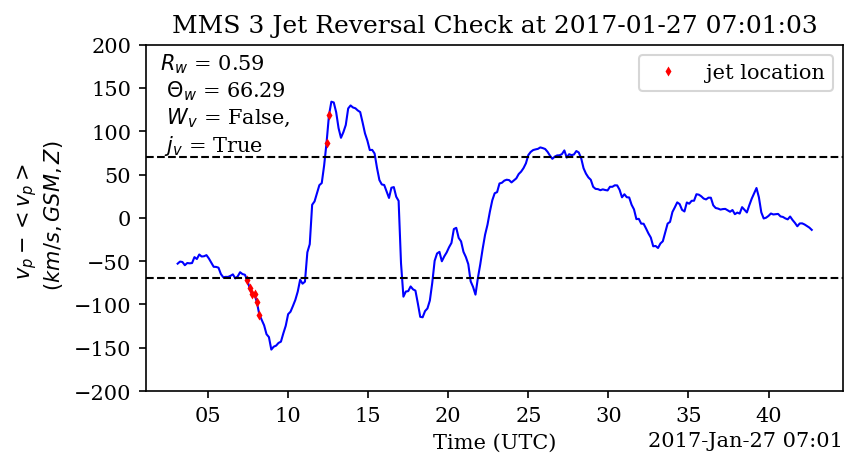 MMS 3 Jet Reversal Check at 2017-01-27 07:01:03
R_w = 0.59
Θ_w = 66.29
W_v = False,
j_v = True
jet location
v_p − < v_p >
(km/s, GSM, Z)
200
150
100
50
0
−50
−100
−150
−200
05 10 15 20 25 30 35 40
Time (UTC)
2017-Jan-27 07:01